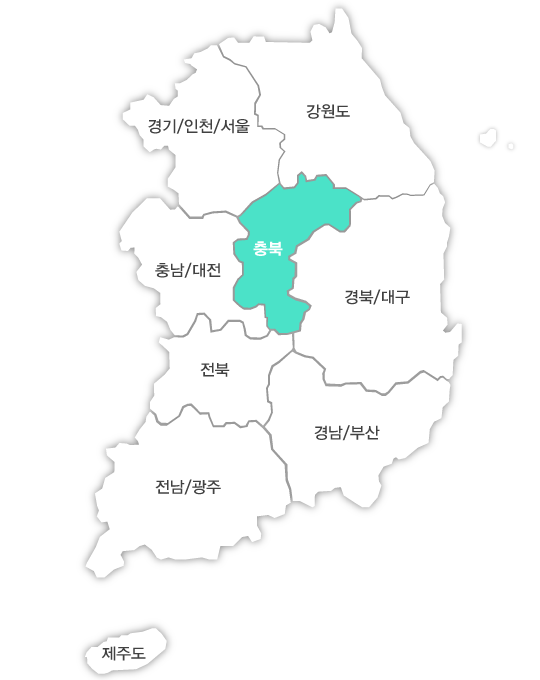 강원도
경기/인천/서울
충북
충남/대전
경북/대구
전북
경남/부산
전남/광주
제주도